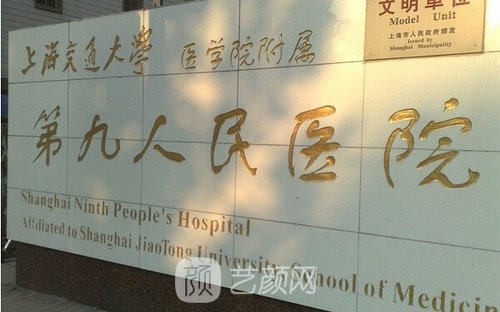 文明单位
Model Unit
上海市人民政府颁发
Issued by
Shanghai Municipality
上海交通大學 医学院附属
第九人民医院
Shanghai Ninth People's Hospital
Affiliated to Shanghai JiaoTong University School of Medicin
颜 艺颜网